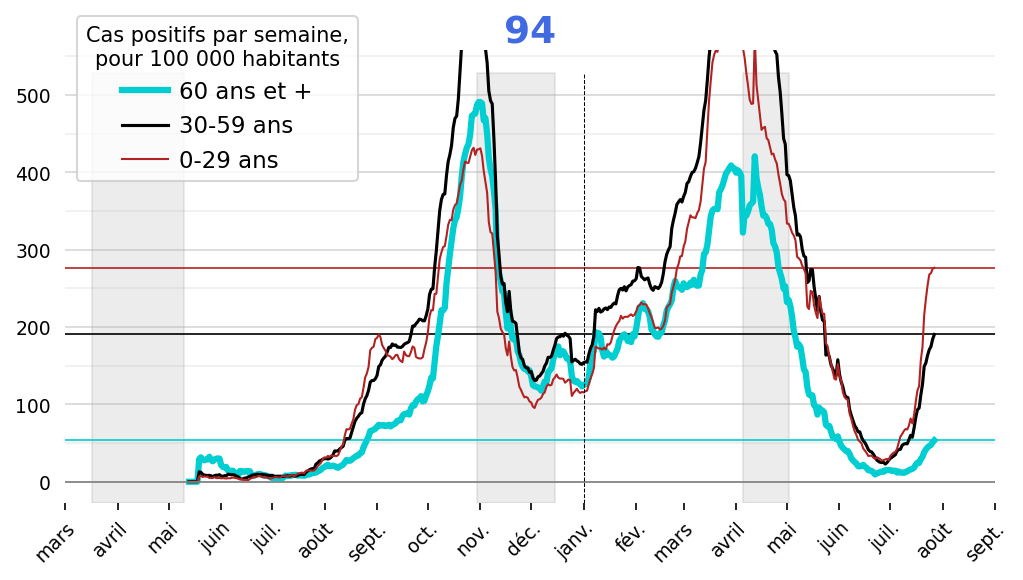 94
Cas positifs par semaine,
pour 100 000 habitants
60 ans et +
30-59 ans
0-29 ans
500
400
300
200
100
0
mars avril mai juin juil. août sept. oct. nov. déc. janv. fév. mars avril mai juin juil. août sept.